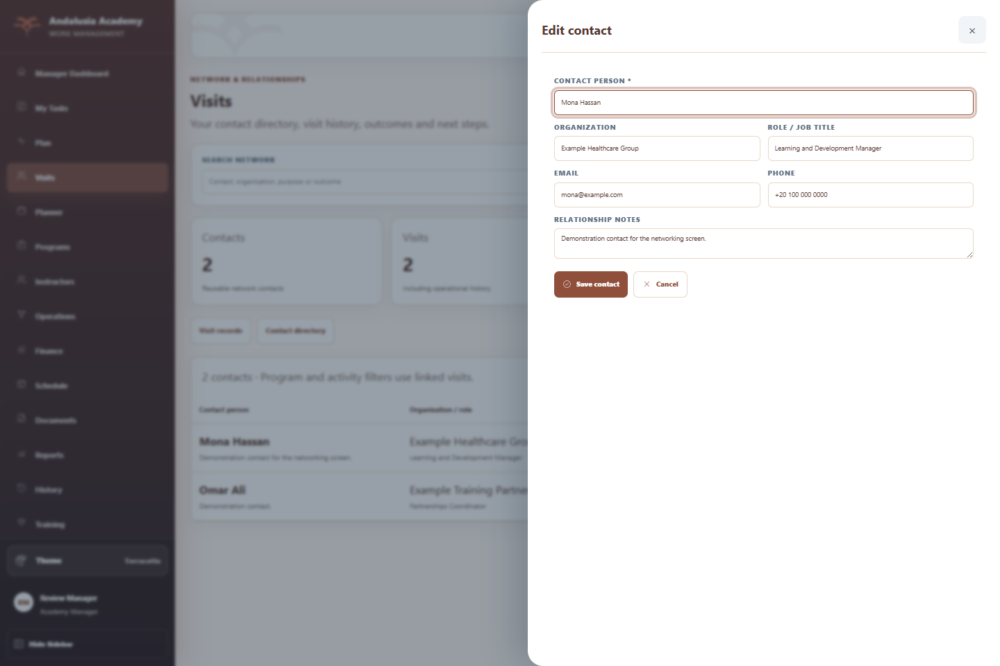 Andalusia Academy
WORK MANAGEMENT
Manager Dashboard
My Tasks
Plan
Visits
Planner
Programs
Instructors
Operations
Finance
Schedule
Documents
Reports
History
Training
Theme
Terracotta
Review Manager
Academy Manager
Hide Sidebar
NETWORK & RELATIONSHIPS
Visits
Your contact directory, visit history, outcomes and next steps.
SEARCH NETWORK
Contact, organization, purpose or outcome
Contacts
2
Reusable network contacts
Visits
2
Including operational history
Visit records
Contact directory
2 contacts · Program and activity filters use linked visits.
Contact person
Organization / role
Mona Hassan
Example Healthcare Gro
Demonstration contact for the networking screen.
Learning and Development Manager
Omar Ali
Example Training Partne
Demonstration contact.
Partnerships Coordinator
Edit contact
CONTACT PERSON *
Mona Hassan
ORGANIZATION
ROLE / JOB TITLE
Example Healthcare Group
Learning and Development Manager
EMAIL
PHONE
mona@example.com
+20 100 000 0000
RELATIONSHIP NOTES
Demonstration contact for the networking screen.
Save contact
Cancel